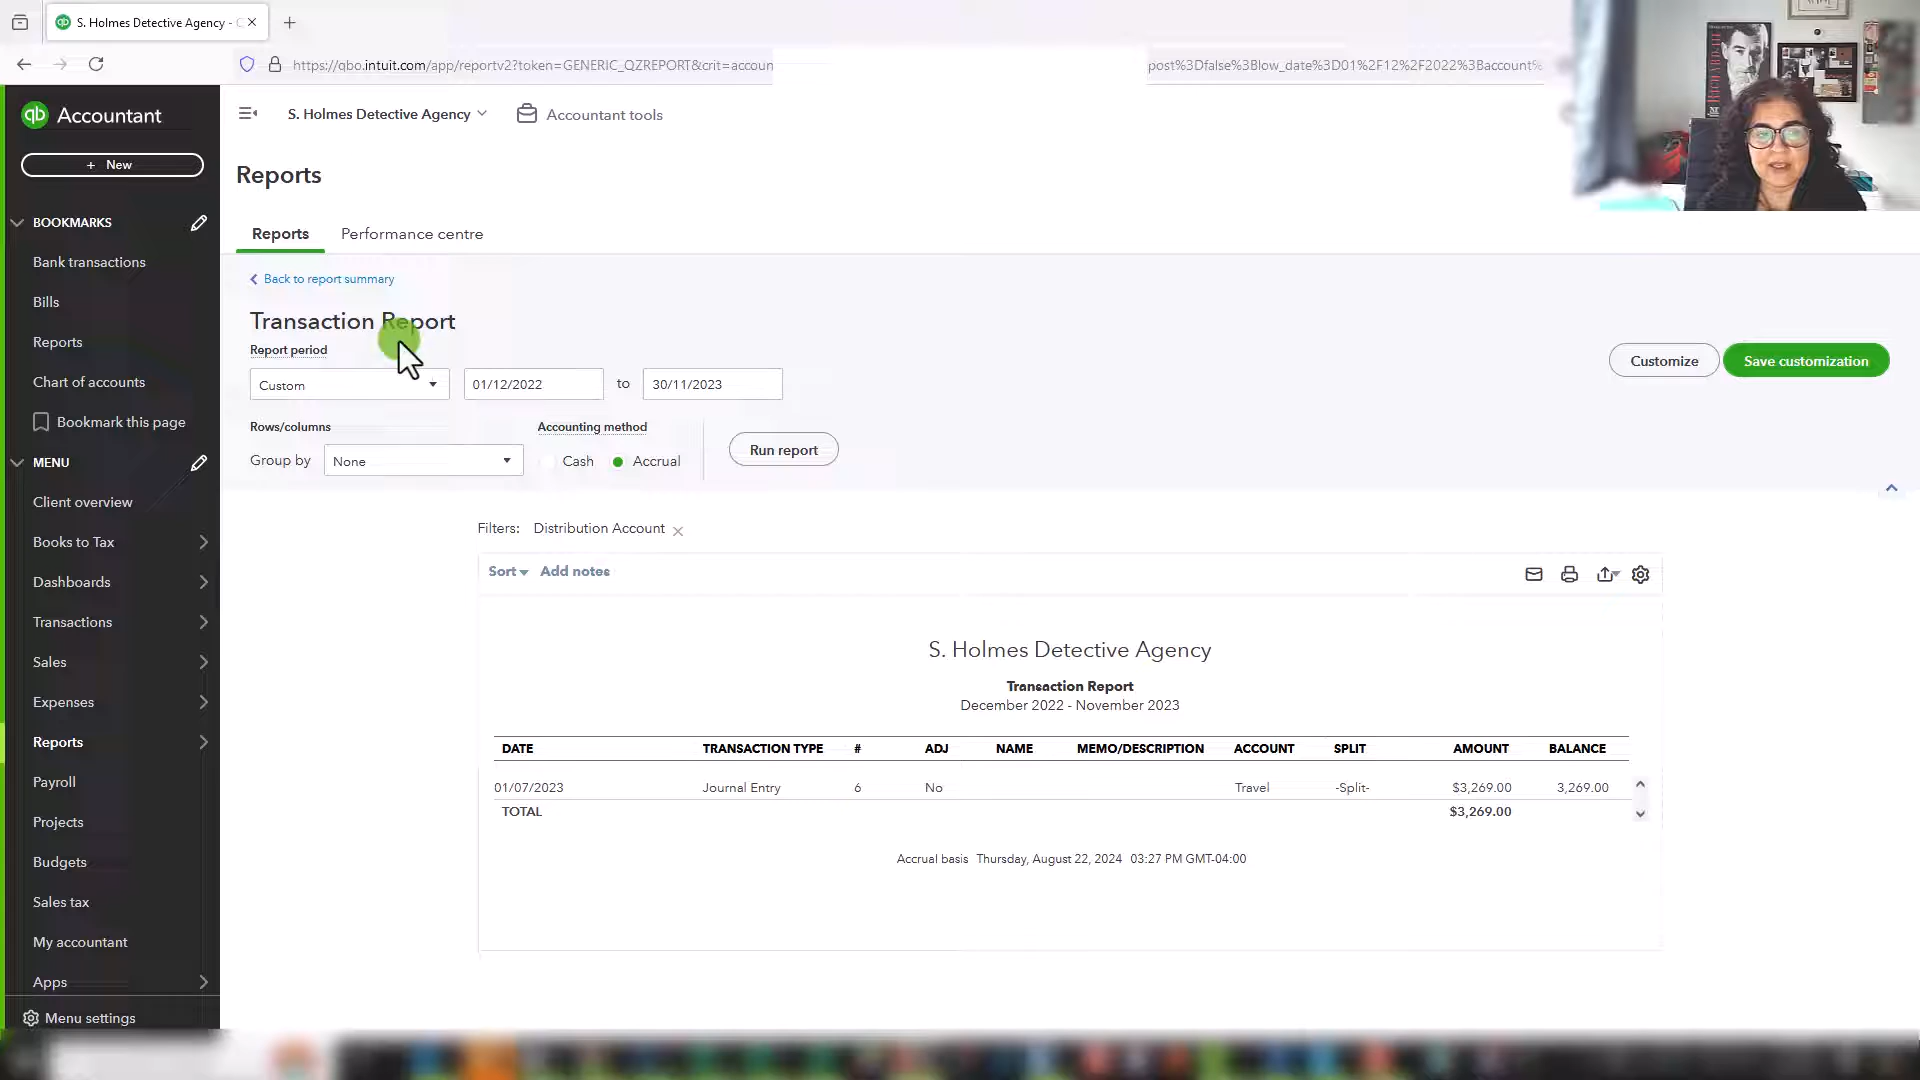 S. Holmes Detective Agency -
https://qbo.intuit.com/app/reportv2?token=GENERIC_QZREPORT&crit=accoun
post%3Dfalse%3Blow_date%3D01%2F12%2F2022%3Baccount%
qb Accountant
+ New
BOOKMARKS
Bank transactions
Bills
Reports
Chart of accounts
Bookmark this page
MENU
Client overview
Books to Tax
Dashboards
Transactions
Sales
Expenses
Reports
Payroll
Projects
Budgets
Sales tax
My accountant
Apps
Menu settings
S. Holmes Detective Agency
Accountant tools
Reports
Reports Performance centre
Back to report summary
Transaction Report
Report period
Custom 01/12/2022 to 30/11/2023
Customize Save customization
Rows/columns Accounting method
Group by None Cash Accrual Run report
Filters: Distribution Account
Sort Add notes
S. Holmes Detective Agency
Transaction Report
December 2022 - November 2023
DATE TRANSACTION TYPE # ADJ NAME MEMO/DESCRIPTION ACCOUNT SPLIT AMOUNT BALANCE
01/07/2023 Journal Entry 6 No Travel -Split- $3,269.00 3,269.00
TOTAL $3,269.00
Accrual basis Thursday, August 22, 2024 03:27 PM GMT-04:00